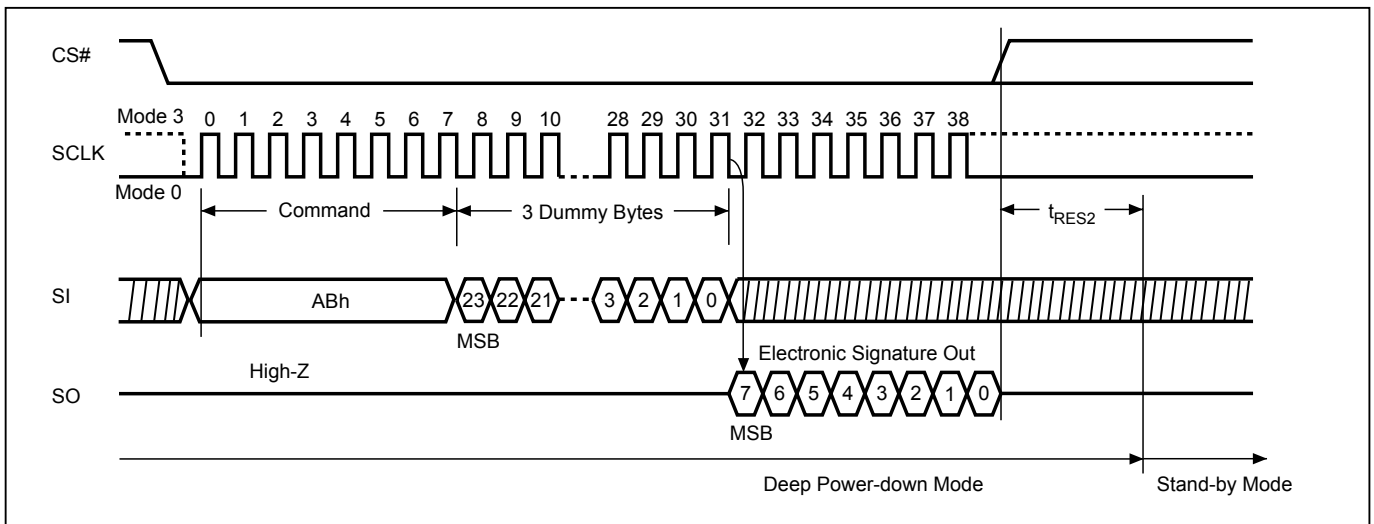 CS#
Mode 3 0 1 2 3 4 5 6 7 8 9 10 28 29 30 31 32 33 34 35 36 37 38
SCLK
Mode 0
Command 3 Dummy Bytes tRES2
SI ABh 23 22 21 3 2 1 0
MSB
High-Z Electronic Signature Out
SO 7 6 5 4 3 2 1 0
MSB
Deep Power-down Mode Stand-by Mode